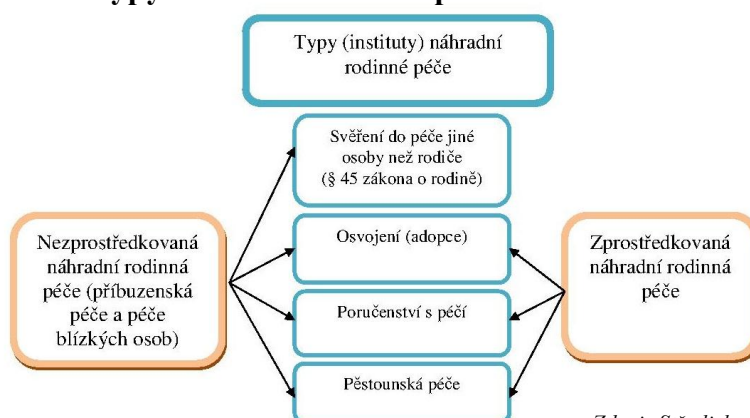 Typy (instituty) náhradní
rodinné péče
Svěření do péče jiné
osoby než rodiče
(§ 45 zákona o rodině)
Nezprostředkovaná
náhradní rodinná
péče (příbuzenská
péče a péče
blízkých osob)
Osvojení (adopce)
Poručenství s péčí
Pěstounská péče
Zprostředkovaná
náhradní rodinná
péče